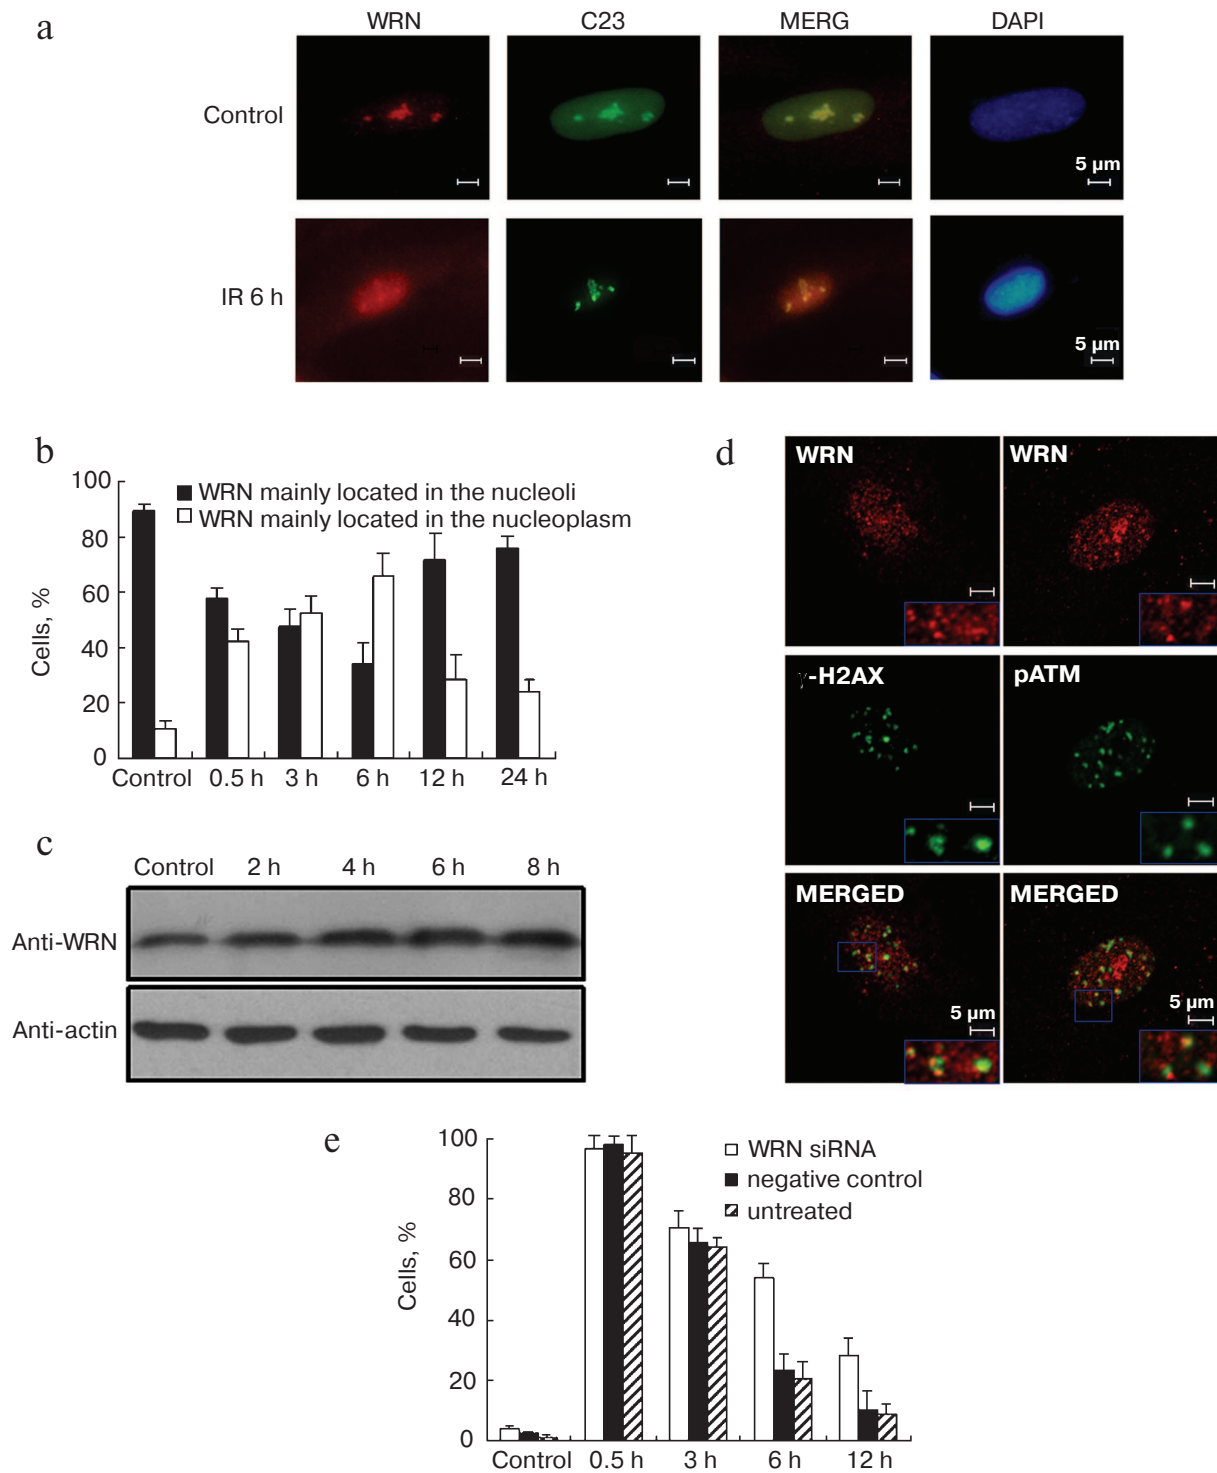 a
WRN C23 MERG DAPI
Control
5 µm
IR 6 h
5 µm
b
100
80
60
40
20
0
Cells, %
WRN mainly located in the nucleoli
WRN mainly located in the nucleoplasm
Control 0.5 h 3 h 6 h 12 h 24 h
c
Control 2 h 4 h 6 h 8 h
Anti-WRN
Anti-actin
d
WRN WRN
γ-H2AX pATM
MERGED MERGED
5 µm 5 µm
e
100
80
60
40
20
0
Cells, %
WRN siRNA
negative control
untreated
Control 0.5 h 3 h 6 h 12 h